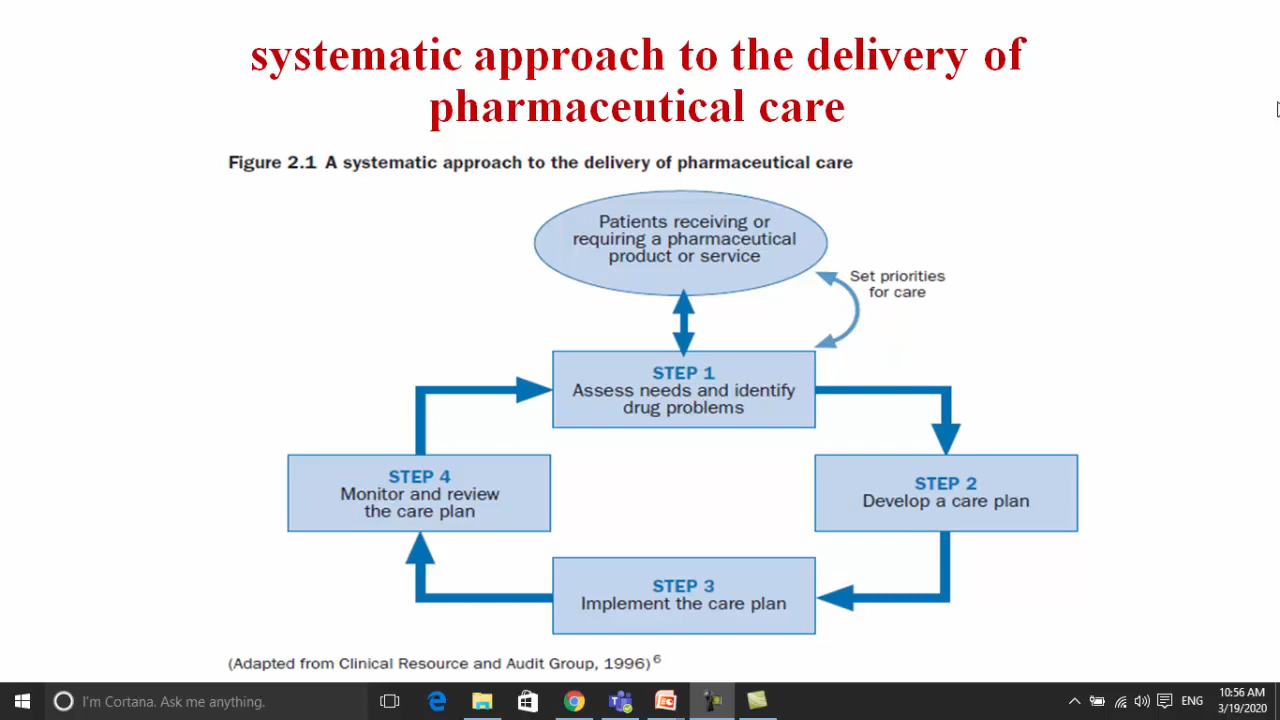 systematic approach to the delivery of
pharmaceutical care
Figure 2.1 A systematic approach to the delivery of pharmaceutical care
Patients receiving or
requiring a pharmaceutical
product or service
Set priorities
for care
STEP 1
Assess needs and identify
drug problems
STEP 2
Develop a care plan
STEP 3
Implement the care plan
STEP 4
Monitor and review
the care plan
(Adapted from Clinical Resource and Audit Group, 1996)6
I'm Cortana. Ask me anything.
ENG
10:56 AM
3/19/2020